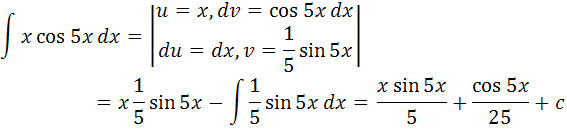 ∫ x cos 5x dx = |u = x, dv = cos 5x dx
du = dx, v = 1/5 sin 5x|
= x 1/5 sin 5x − ∫ 1/5 sin 5x dx = x sin 5x / 5 + cos 5x / 25 + c